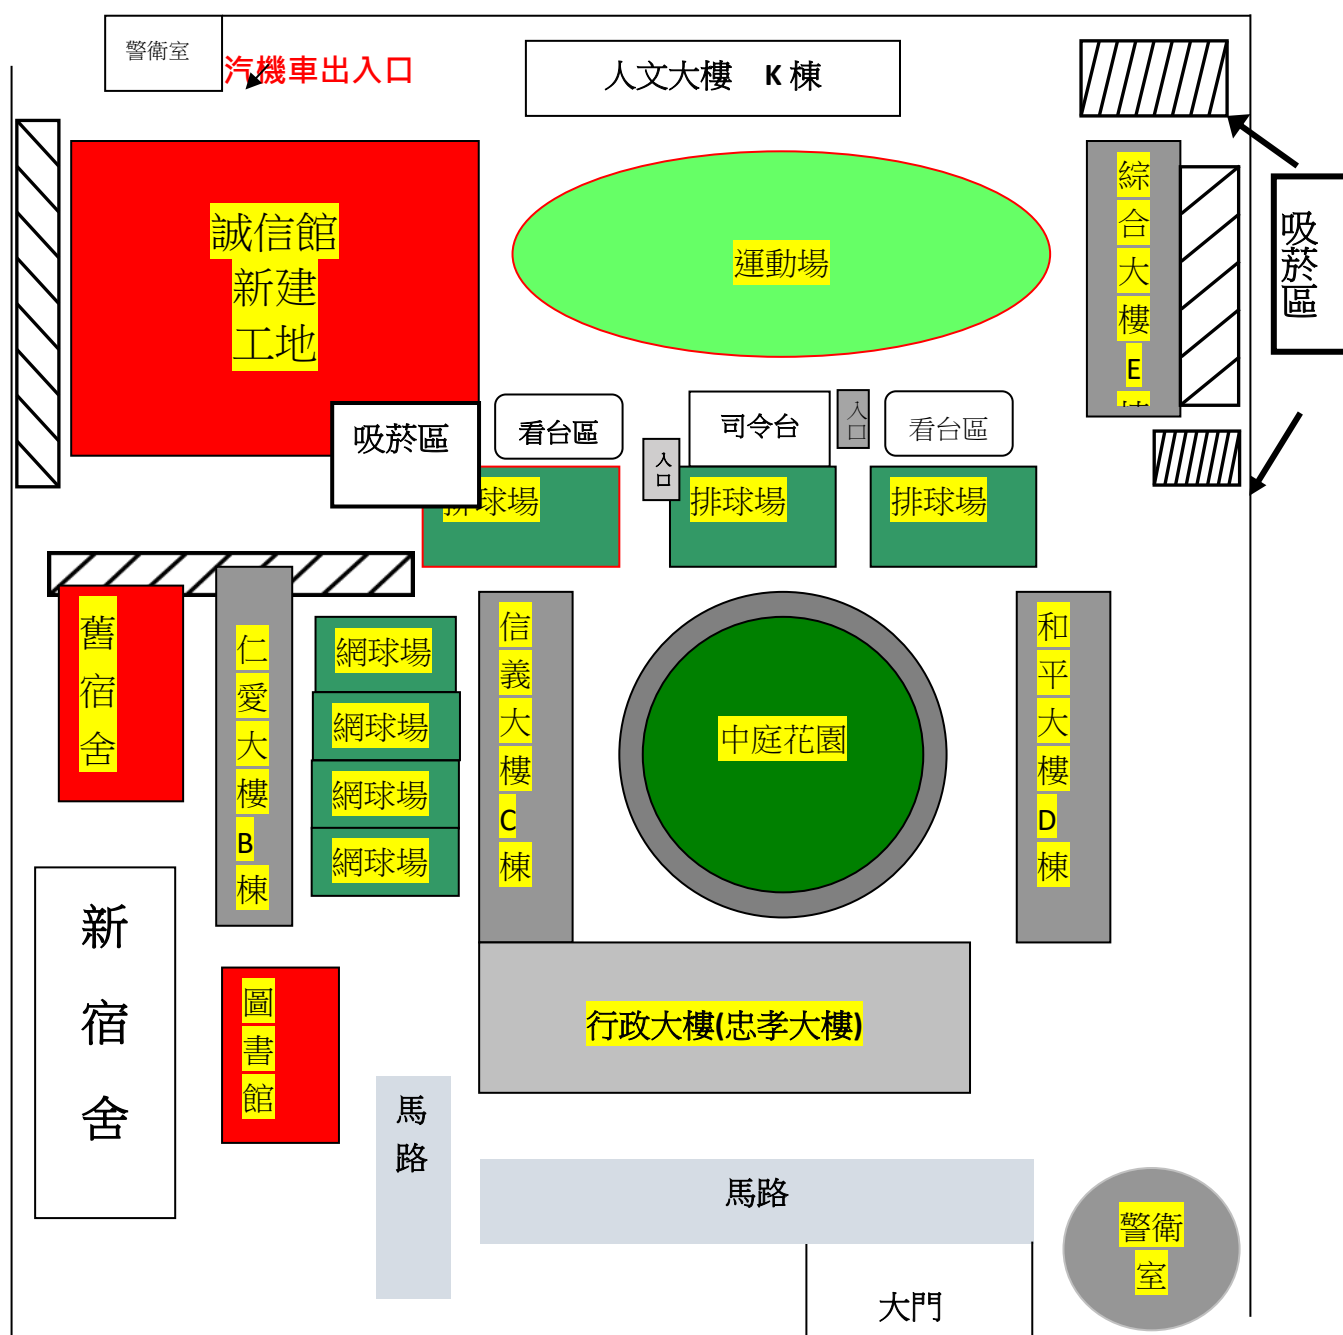 警衛室
汽機車出入口
人文大樓 K 棟
誠信館
新建
工地
運動場
綜合大樓E
吸菸區
吸菸區
看台區
司令台
入口
看台區
入口
排球場
排球場
排球場
舊宿舍
仁愛大樓B棟
網球場
網球場
網球場
網球場
信義大樓C棟
中庭花園
和平大樓D棟
新宿舍
圖書館
行政大樓(忠孝大樓)
馬路
馬路
警衛室
大門